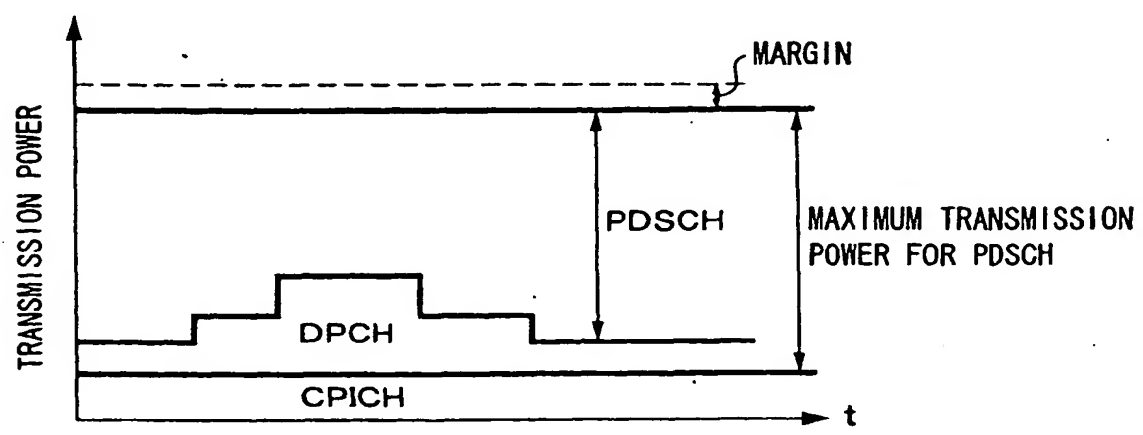 MARGIN
TRANSMISSION POWER
PDSCH
MAXIMUM TRANSMISSION
POWER FOR PDSCH
DPCH
CPICH
t